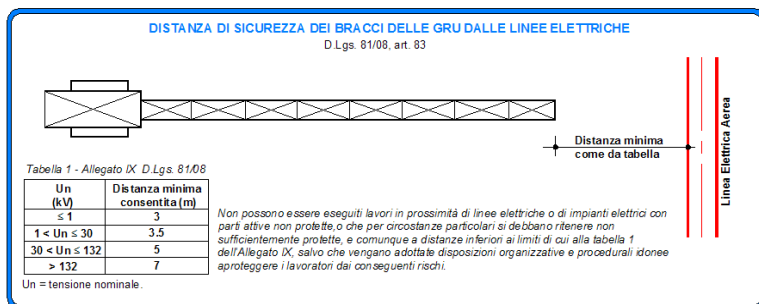 DISTANZA DI SICUREZZA DEI BRACCI DELLE GRU DALLE LINEE ELETTRICHE
D.Lgs. 81/08, art. 83
Distanza minima
come da tabella
Linea Elettrica Aerea
Tabella 1 - Allegato IX D.Lgs. 81/08
Un
(kV)
Distanza minima
consentita (m)
≤ 1
3
1 < Un ≤ 30
3.5
30 < Un ≤ 132
5
> 132
7
Un = tensione nominale.
Non possono essere eseguiti lavori in prossimità di linee elettriche o di impianti elettrici con
parti attive non protette,o che per circostanze particolari si debbano ritenere non
sufficientemente protette, e comunque a distanze inferiori ai limiti di cui alla tabella 1
dell'Allegato IX, salvo che vengano adottate disposizioni organizzative e procedurali idonee
aproteggere i lavoratori dai conseguenti rischi.